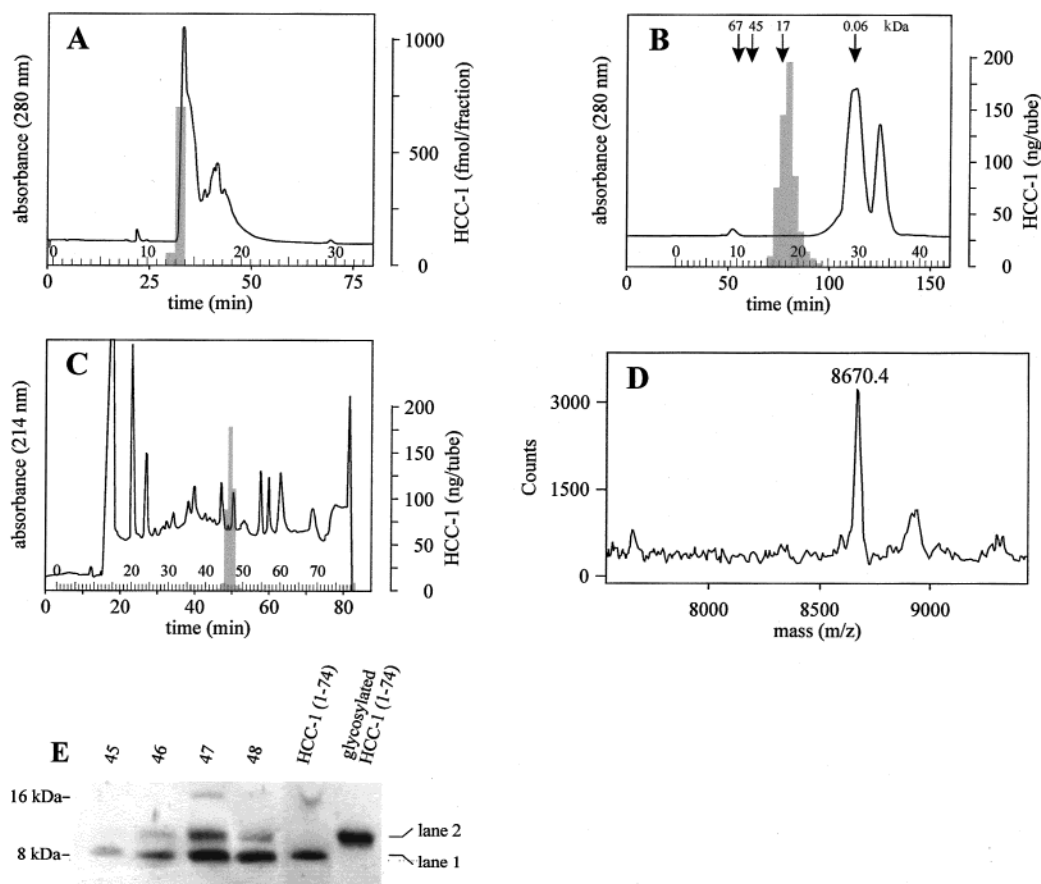 A
absorbance (280 nm)
1000
500
0
HCC-1 (fmol/fraction)
0 10 20 30
0 25 50 75
time (min)
B
67 45 17 0.06 kDa
absorbance (280 nm)
200
150
100
50
0
HCC-1 (ng/tube)
0 10 20 30 40
0 50 100 150
time (min)
C
absorbance (214 nm)
200
150
100
50
0
HCC-1 (ng/tube)
0 10 20 30 40 50 60 70
0 20 40 60 80
time (min)
D
8670.4
Counts
3000
1500
0
8000 8500 9000
mass (m/z)
E
45 46 47 48 HCC-1 (1-74) glycosylated HCC-1 (1-74)
16 kDa-
8 kDa-
lane 2
lane 1